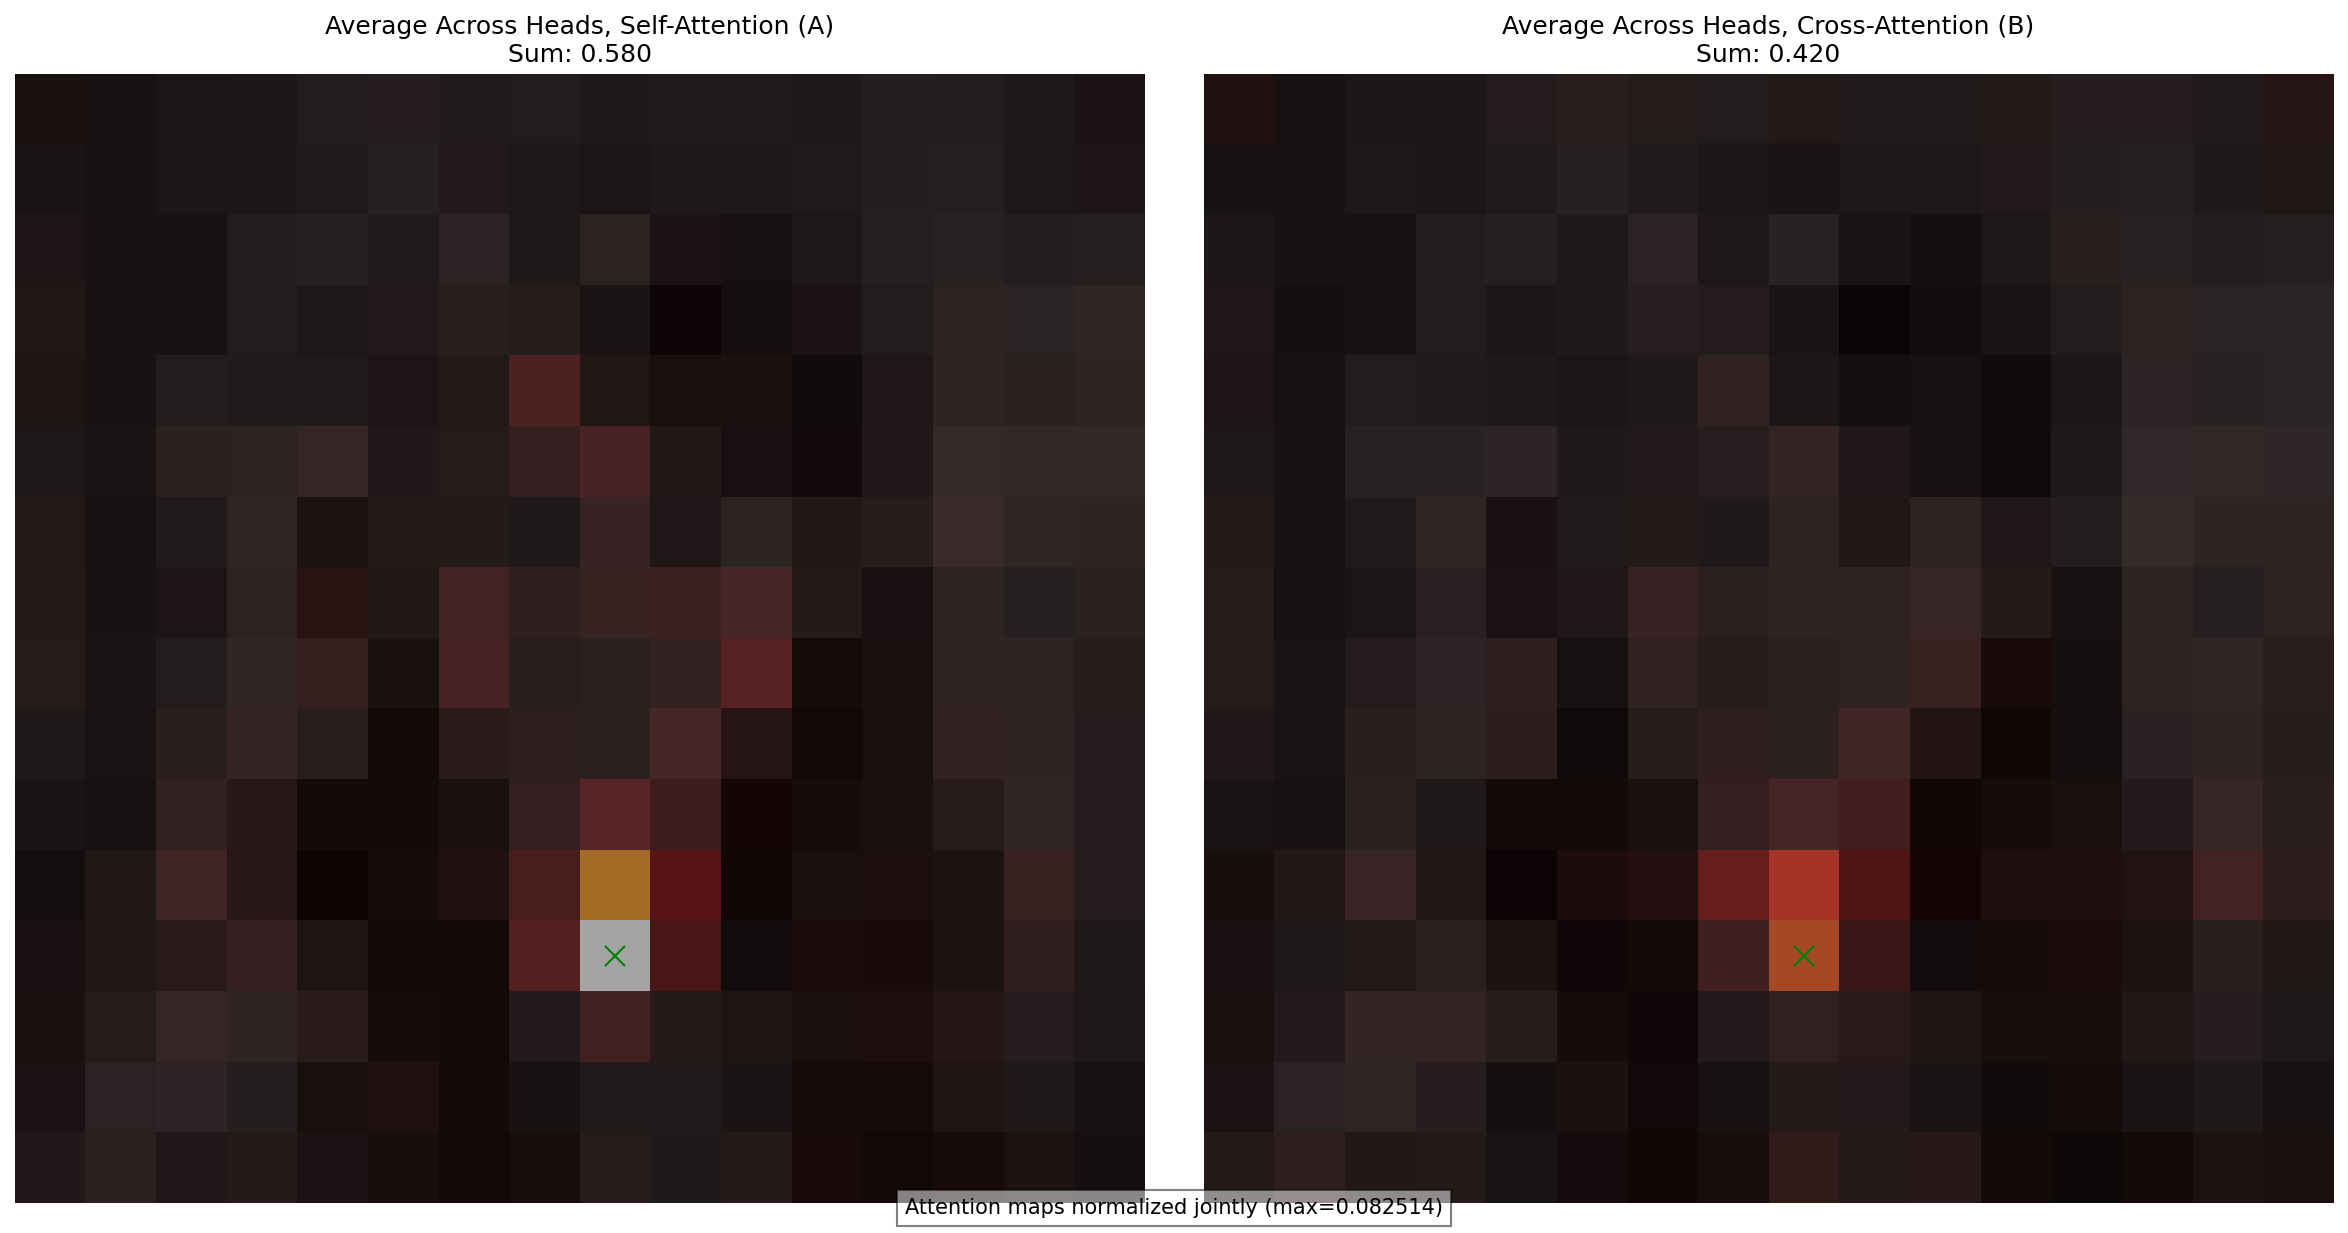 Average Across Heads, Self-Attention (A)
Sum: 0.580
Average Across Heads, Cross-Attention (B)
Sum: 0.420
Attention maps normalized jointly (max=0.082514)